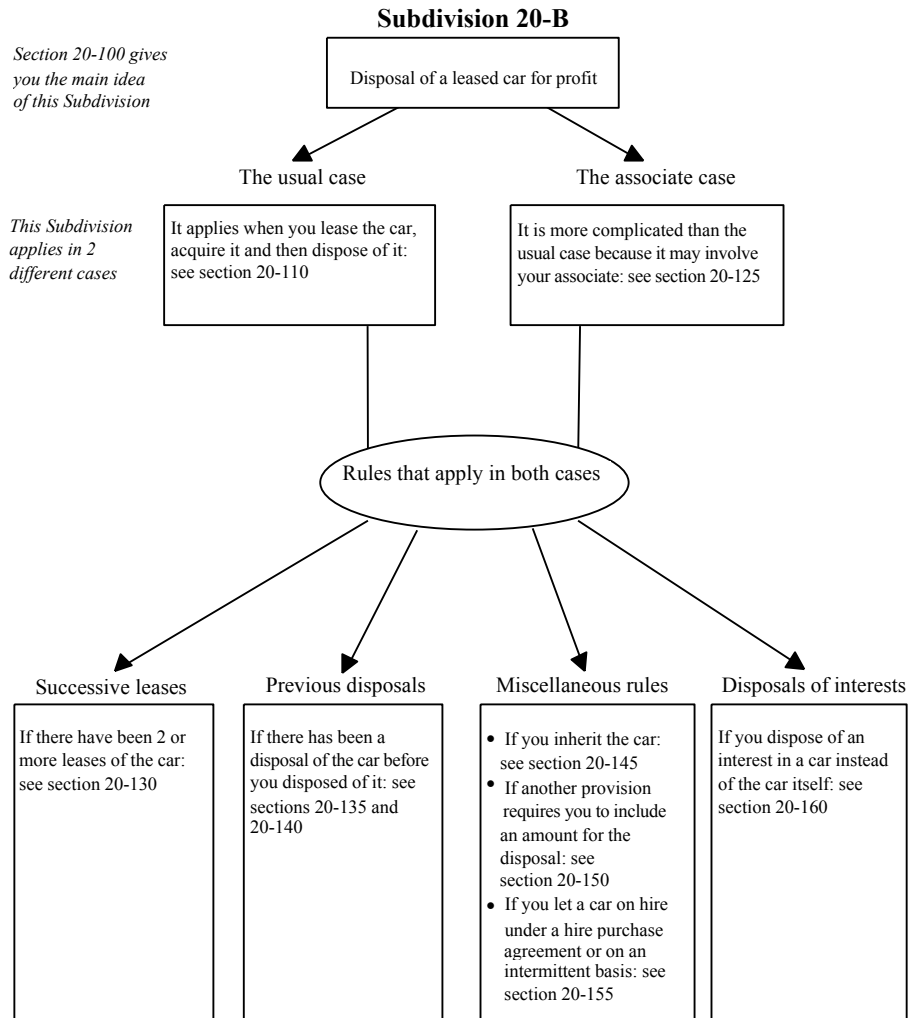 Subdivision 20-B
Section 20-100 gives
you the main idea
of this Subdivision
Disposal of a leased car for profit
The usual case
The associate case
This Subdivision
applies in 2
different cases
It applies when you lease the car,
acquire it and then dispose of it:
see section 20-110
It is more complicated than the
usual case because it may involve
your associate: see section 20-125
Rules that apply in both cases
Successive leases
If there have been 2 or
more leases of the car:
see section 20-130
Previous disposals
If there has been a
disposal of the car before
you disposed of it: see
sections 20-135 and
20-140
Miscellaneous rules
• If you inherit the car:
see section 20-145
• If another provision
requires you to include
an amount for the
disposal: see
section 20-150
• If you let a car on hire
under a hire purchase
agreement or on an
intermittent basis: see
section 20-155
Disposals of interests
If you dispose of an
interest in a car instead
of the car itself: see
section 20-160